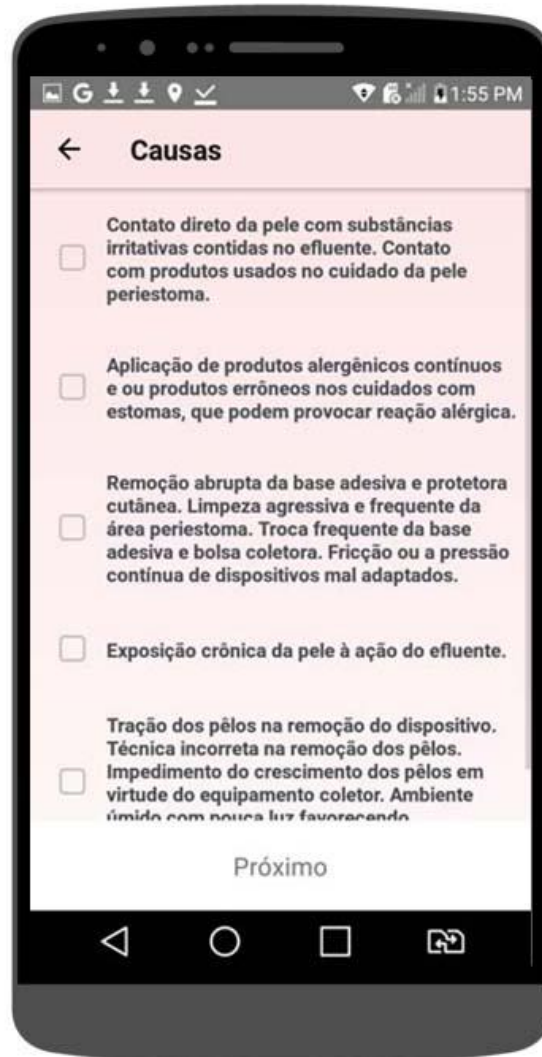 1:55 PM
Causas
Contato direto da pele com substâncias
irritativas contidas no efluente. Contato
com produtos usados no cuidado da pele
periestoma.
Aplicação de produtos alergênicos contínuos
e ou produtos errôneos nos cuidados com
estomas, que podem provocar reação alérgica.
Remoção abrupta da base adesiva e protetora
cutânea. Limpeza agressiva e frequente da
área periestoma. Troca frequente da base
adesiva e bolsa coletora. Fricção ou a pressão
contínua de dispositivos mal adaptados.
Exposição crônica da pele à ação do efluente.
Tração dos pêlos na remoção do dispositivo.
Técnica incorreta na remoção dos pêlos.
Impedimento do crescimento dos pêlos em
virtude do equipamento coletor. Ambiente
úmido com pouca luz favorecendo
Próximo